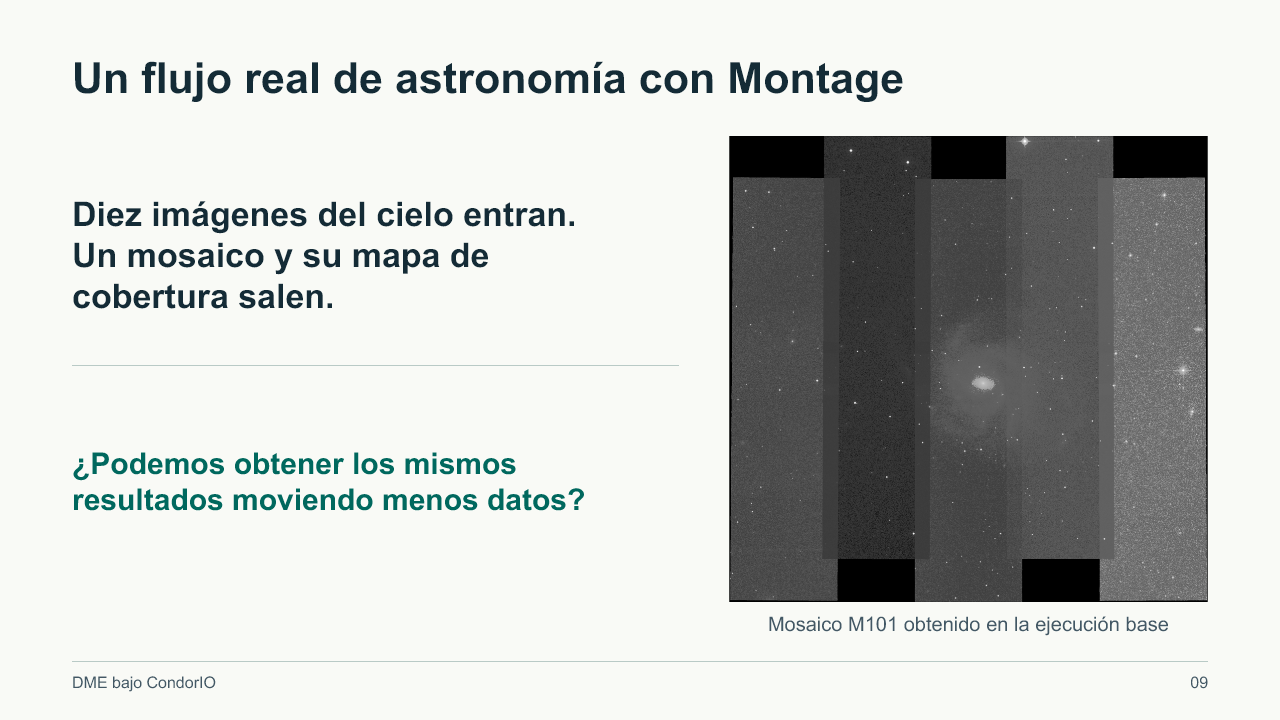 Un flujo real de astronomía con Montage
Diez imágenes del cielo entran.
Un mosaico y su mapa de
cobertura salen.
¿Podemos obtener los mismos
resultados moviendo menos datos?
Mosaico M101 obtenido en la ejecución base
DME bajo CondorIO
09